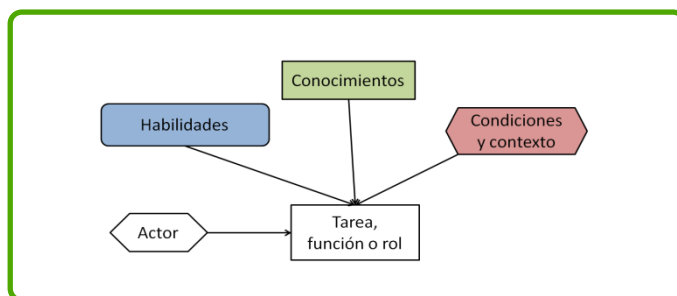 Conocimientos
Habilidades
Condiciones
y contexto
Tarea,
función o rol
Actor